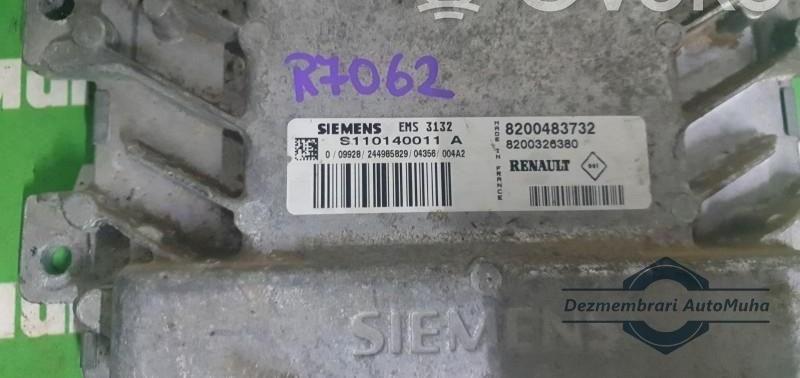 R7062
SIEMENS EMS 3132
S110140011 A
0 / 09928 / 244985829 / 04356 / 004A2
MADE IN FRANCE
8200483732
8200326380
RENAULT
SIEMENS
Dezmembrari AutoMuha